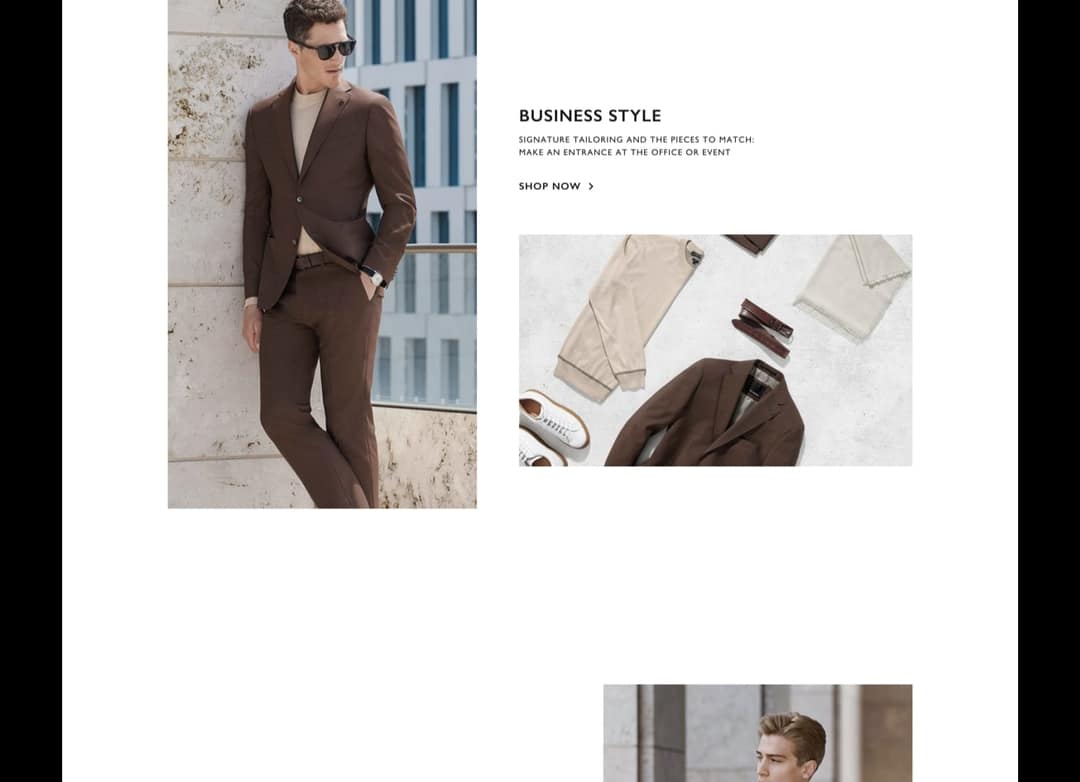 BUSINESS STYLE
SIGNATURE TAILORING AND THE PIECES TO MATCH:
MAKE AN ENTRANCE AT THE OFFICE OR EVENT
SHOP NOW